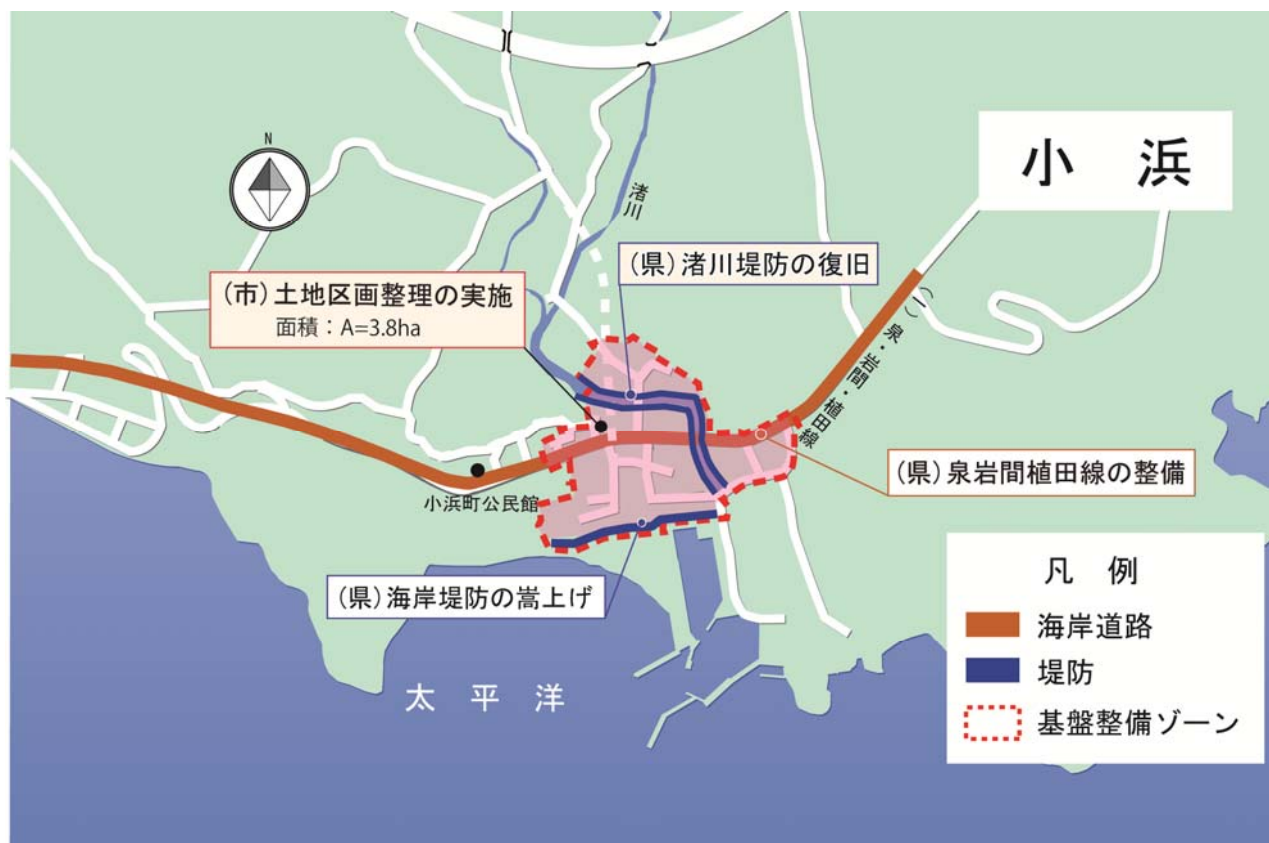 小 浜
N
渚川
(県)渚川堤防の復旧
(市)土地区画整理の実施
面積：A=3.8ha
(一)泉・岩間・植田線
(県)泉岩間植田線の整備
小浜町公民館
(県)海岸堤防の嵩上げ
太 平 洋
凡 例
海岸道路
堤防
基盤整備ゾーン